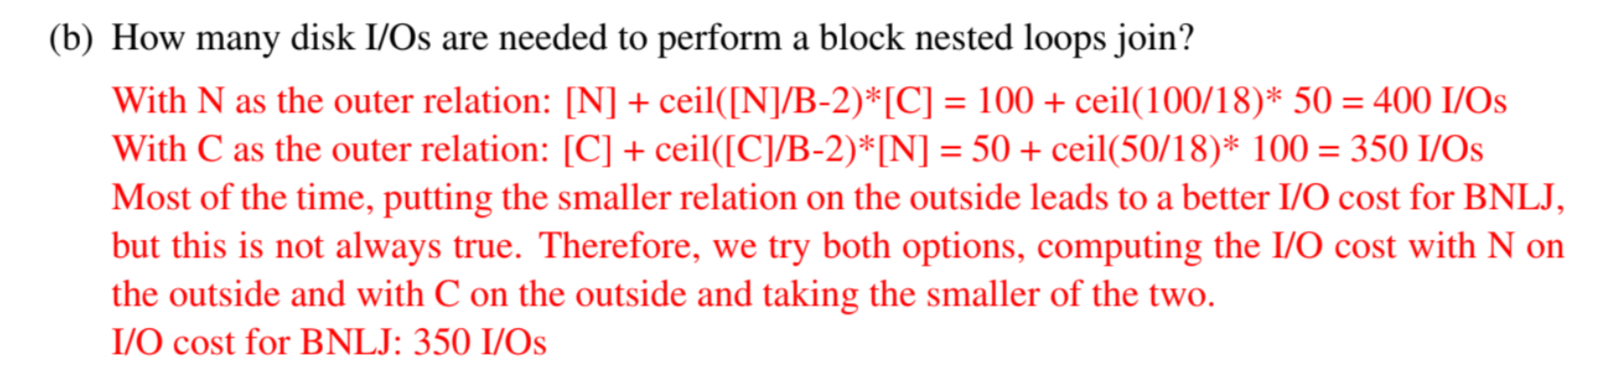 (b) How many disk I/Os are needed to perform a block nested loops join?
With N as the outer relation: [N] + ceil([N]/B-2)*[C] = 100 + ceil(100/18)* 50 = 400 I/Os
With C as the outer relation: [C] + ceil([C]/B-2)*[N] = 50 + ceil(50/18)* 100 = 350 I/Os
Most of the time, putting the smaller relation on the outside leads to a better I/O cost for BNLJ,
but this is not always true. Therefore, we try both options, computing the I/O cost with N on
the outside and with C on the outside and taking the smaller of the two.
I/O cost for BNLJ: 350 I/Os